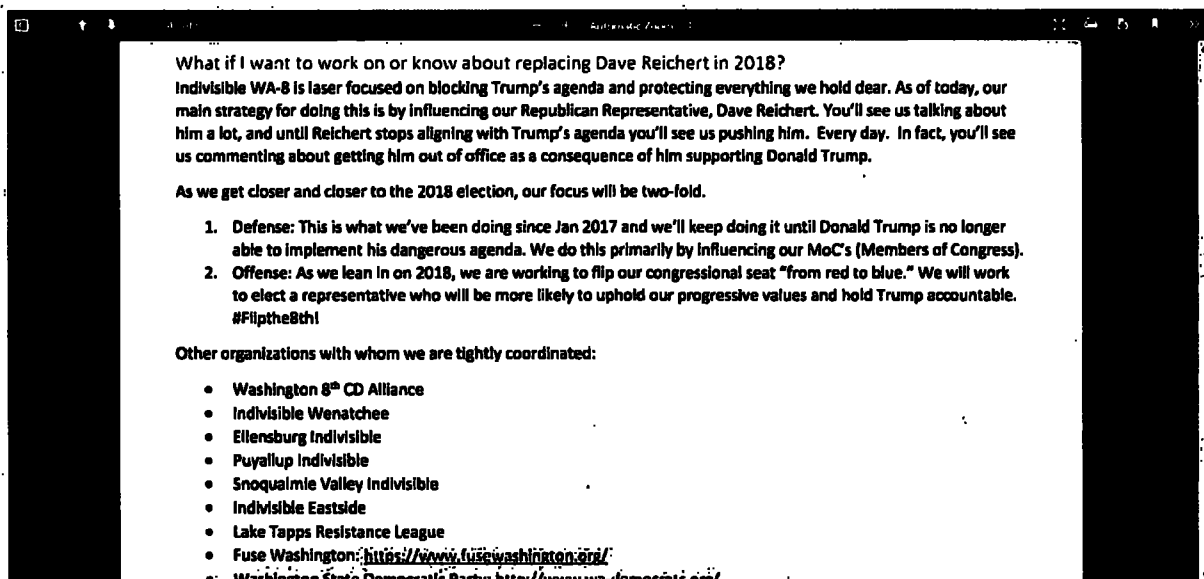 Automatic Zoom
What if I want to work on or know about replacing Dave Reichert in 2018?
Indivisible WA-8 is laser focused on blocking Trump's agenda and protecting everything we hold dear. As of today, our
main strategy for doing this is by influencing our Republican Representative, Dave Reichert. You'll see us talking about
him a lot, and until Reichert stops aligning with Trump's agenda you'll see us pushing him. Every day. In fact, you'll see
us commenting about getting him out of office as a consequence of him supporting Donald Trump.
As we get closer and closer to the 2018 election, our focus will be two-fold.
1. Defense: This is what we've been doing since Jan 2017 and we'll keep doing it until Donald Trump is no longer
able to implement his dangerous agenda. We do this primarily by influencing our MoC's (Members of Congress).
2. Offense: As we lean in on 2018, we are working to flip our congressional seat "from red to blue." We will work
to elect a representative who will be more likely to uphold our progressive values and hold Trump accountable.
#Flipthe8th!
Other organizations with whom we are tightly coordinated:
• Washington 8th CD Alliance
• Indivisible Wenatchee
• Ellensburg Indivisible
• Puyallup Indivisible
• Snoqualmie Valley Indivisible
• Indivisible Eastside
• Lake Tapps Resistance League
• Fuse Washington: https://www.fusewashington.org/
• Washington State Democratic Party: http://www.wa-democrats.org/